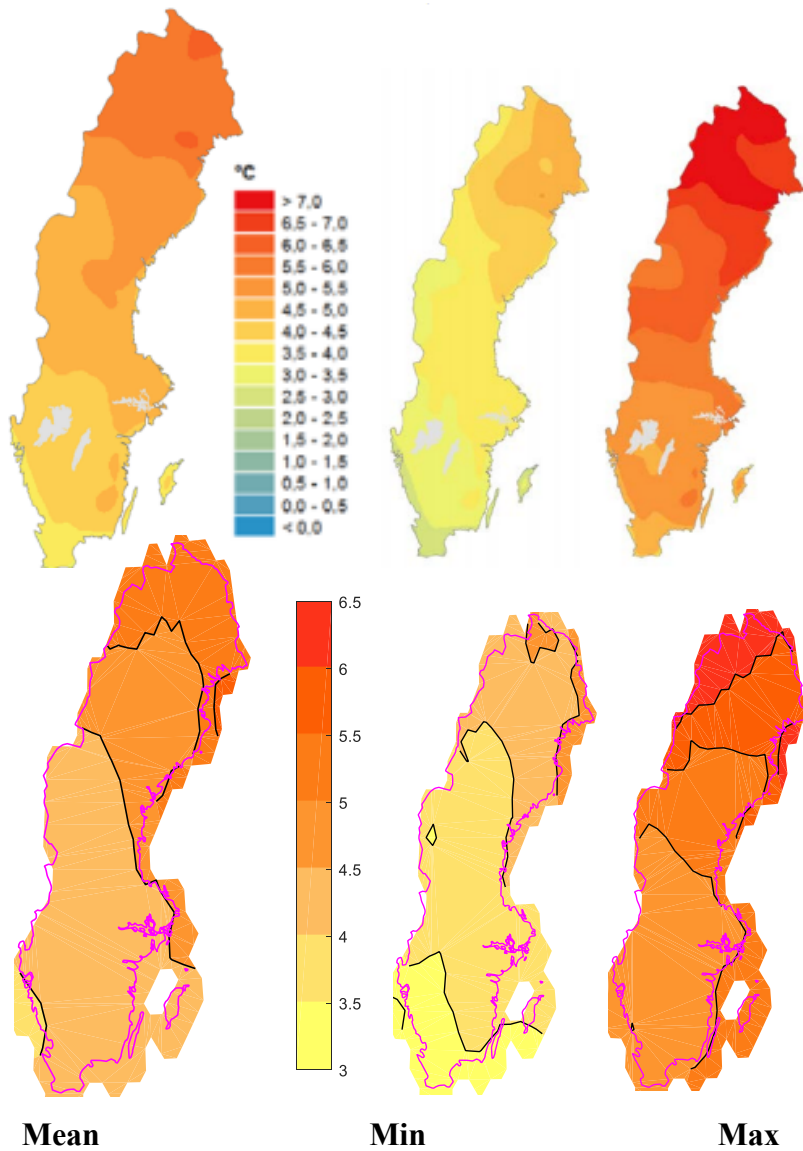 °C
> 7,0
6,5 - 7,0
6,0 - 6,5
5,5 - 6,0
5,0 - 5,5
4,5 - 5,0
4,0 - 4,5
3,5 - 4,0
3,0 - 3,5
2,5 - 3,0
2,0 - 2,5
1,5 - 2,0
1,0 - 1,5
0,5 - 1,0
0,0 - 0,5
< 0,0
6.5
6
5.5
5
4.5
4
3.5
3
Mean Min Max